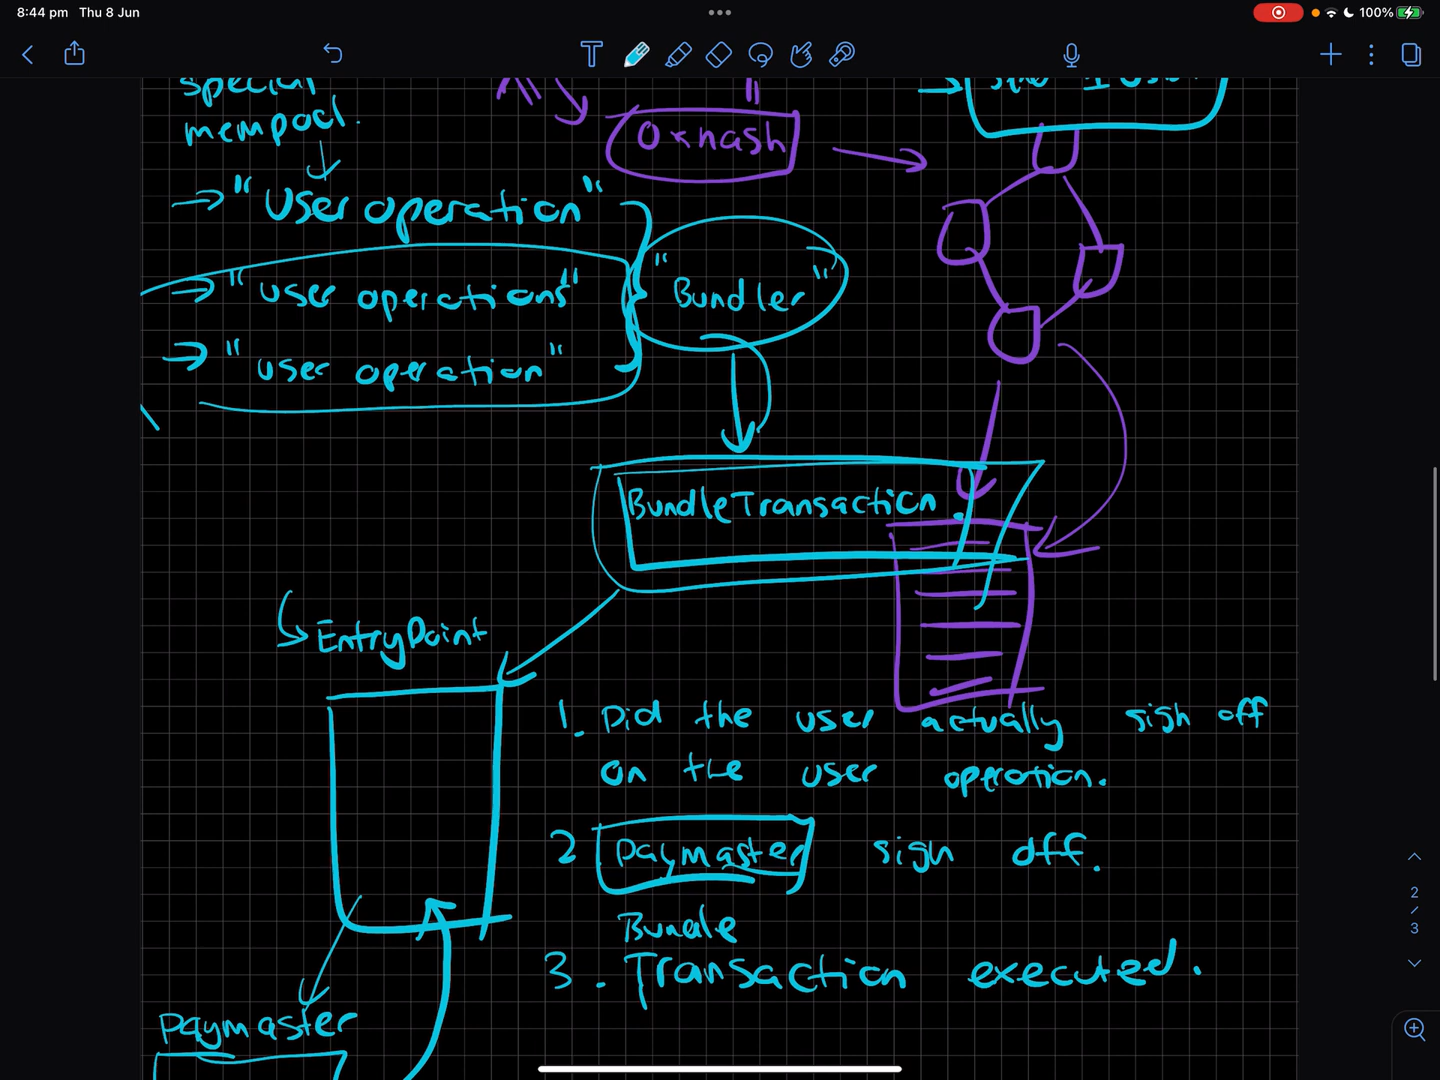 8:44 pm Thu 8 Jun
100%
special
mempool.
0xhash
→ "User operation"
→ "user operations"
→ "user operation"
"Bundler"
BundleTransaction.
EntryPoint
1. Did the user actually sign off
on the user operation.
2 Paymaster sign off.
Bundle
3. Transaction executed.
Paymaster
2
/
3